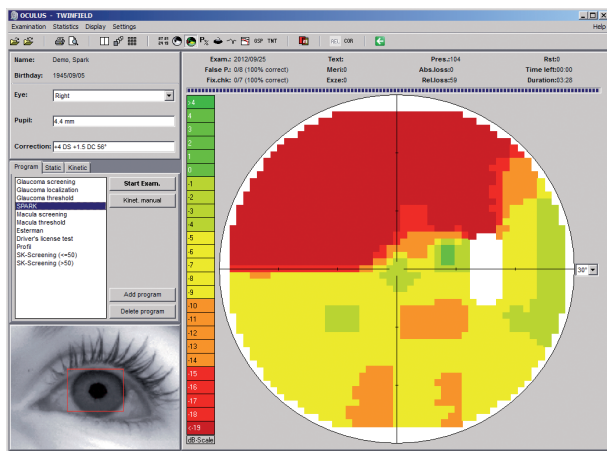 OCULUS - TWINFIELD
Examination Statistics Display Settings Help
GSP TNT REL COR
Name: Demo, Spark
Birthday: 1945/09/05
Eye: Right
Pupil: 4.4 mm
Correction: +4 DS +1.5 DC 56°
Exam.: 2012/09/25 Text: Pres.:104 Rst:0
False P.: 0/8 (100% correct) Meri:0 Abs.loss:0 Time left:00:00
Fix.chk: 0/7 (100% correct) Exze:0 Rel.loss:59 Duration:03:28
Program Static Kinetic
Glaucoma screening
Glaucoma localization
Glaucoma threshold
SPARK
Macula screening
Macula threshold
Esterman
Driver's license test
Profil
SK-Screening (<=50)
SK-Screening (>50)
Start Exam.
Kinet. manual
Add program
Delete program
>4
4
3
2
1
0
-1
-2
-3
-4
-5
-6
-7
-8
-9
-10
-11
-12
-13
-14
-15
-16
-17
-18
<-19
dB-Scale
30°